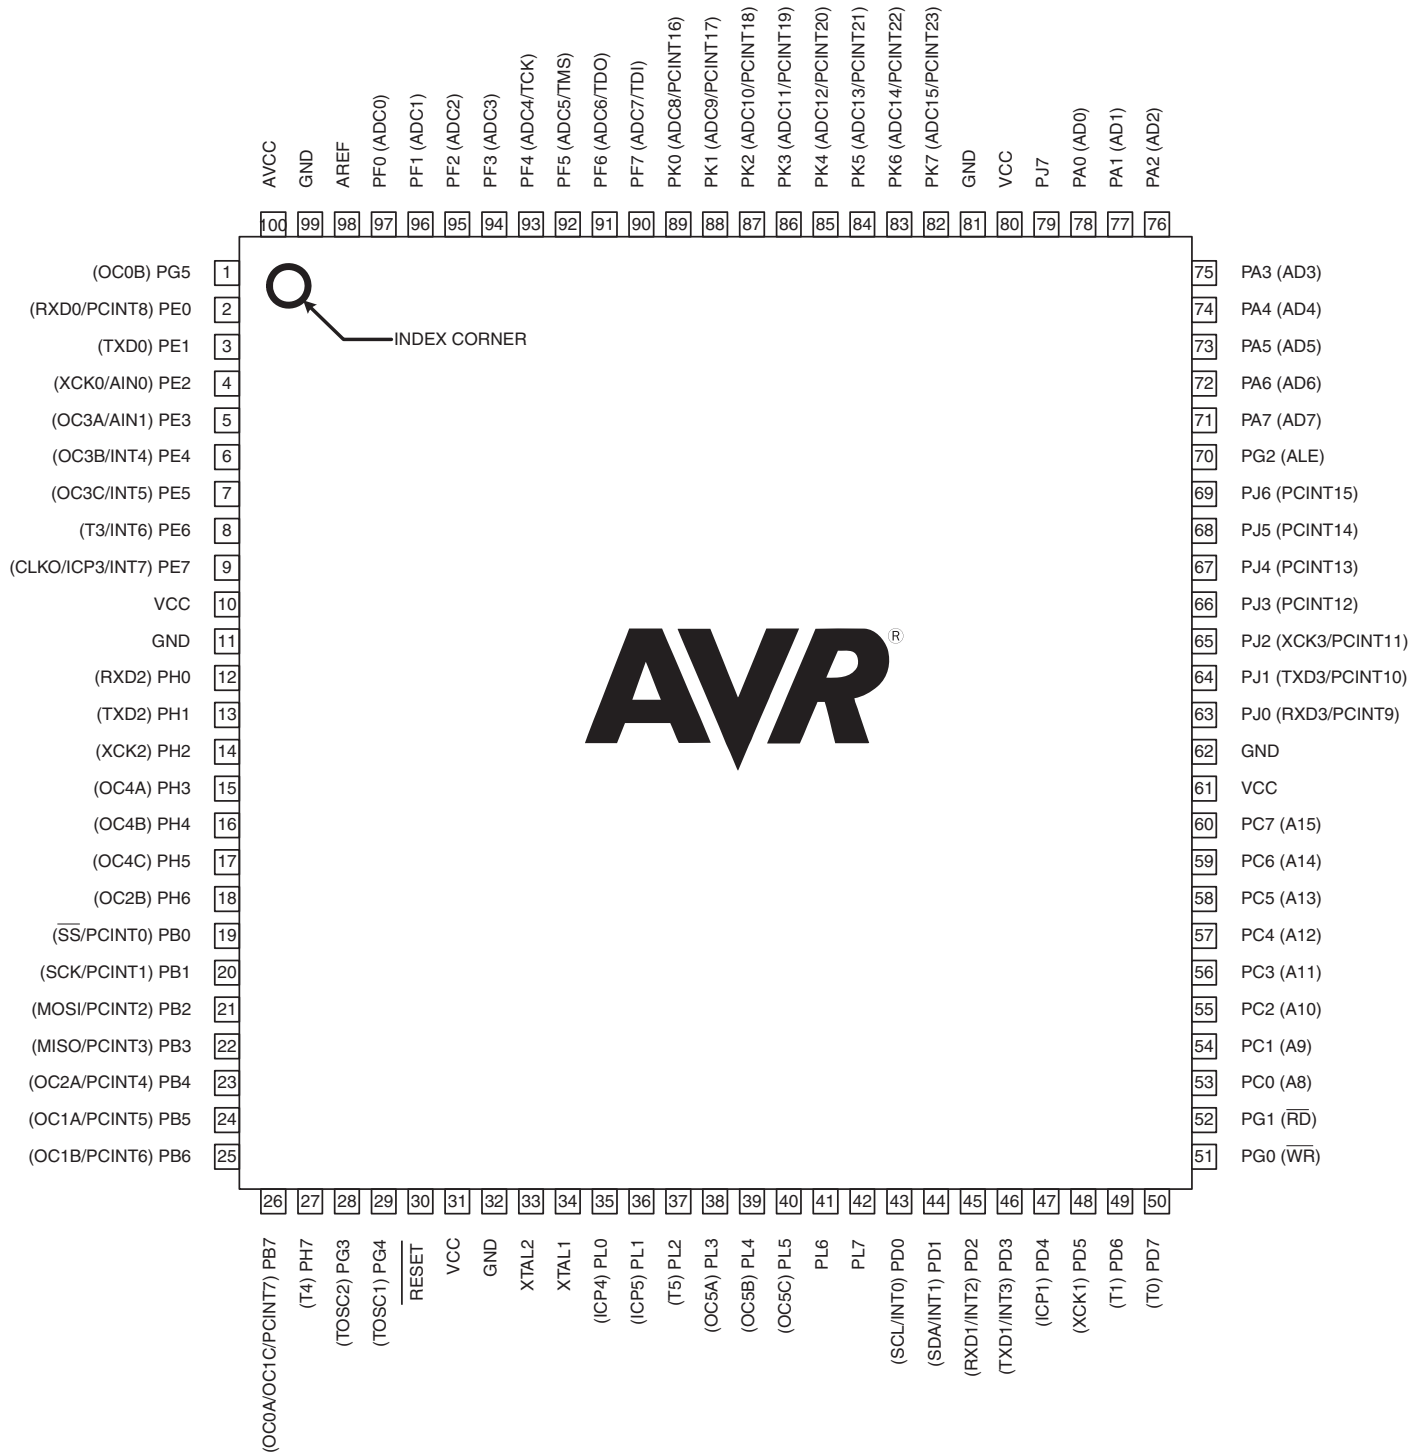 AVCC
GND
AREF
PF0 (ADC0)
PF1 (ADC1)
PF2 (ADC2)
PF3 (ADC3)
PF4 (ADC4/TCK)
PF5 (ADC5/TMS)
PF6 (ADC6/TDO)
PF7 (ADC7/TDI)
PK0 (ADC8/PCINT16)
PK1 (ADC9/PCINT17)
PK2 (ADC10/PCINT18)
PK3 (ADC11/PCINT19)
PK4 (ADC12/PCINT20)
PK5 (ADC13/PCINT21)
PK6 (ADC14/PCINT22)
PK7 (ADC15/PCINT23)
GND
VCC
PJ7
PA0 (AD0)
PA1 (AD1)
PA2 (AD2)
100 99 98 97 96 95 94 93 92 91 90 89 88 87 86 85 84 83 82 81 80 79 78 77 76
(OC0B) PG5 1
(RXD0/PCINT8) PE0 2
(TXD0) PE1 3
(XCK0/AIN0) PE2 4
(OC3A/AIN1) PE3 5
(OC3B/INT4) PE4 6
(OC3C/INT5) PE5 7
(T3/INT6) PE6 8
(CLKO/ICP3/INT7) PE7 9
VCC 10
GND 11
(RXD2) PH0 12
(TXD2) PH1 13
(XCK2) PH2 14
(OC4A) PH3 15
(OC4B) PH4 16
(OC4C) PH5 17
(OC2B) PH6 18
(SS/PCINT0) PB0 19
(SCK/PCINT1) PB1 20
(MOSI/PCINT2) PB2 21
(MISO/PCINT3) PB3 22
(OC2A/PCINT4) PB4 23
(OC1A/PCINT5) PB5 24
(OC1B/PCINT6) PB6 25
INDEX CORNER
AVR®
75 PA3 (AD3)
74 PA4 (AD4)
73 PA5 (AD5)
72 PA6 (AD6)
71 PA7 (AD7)
70 PG2 (ALE)
69 PJ6 (PCINT15)
68 PJ5 (PCINT14)
67 PJ4 (PCINT13)
66 PJ3 (PCINT12)
65 PJ2 (XCK3/PCINT11)
64 PJ1 (TXD3/PCINT10)
63 PJ0 (RXD3/PCINT9)
62 GND
61 VCC
60 PC7 (A15)
59 PC6 (A14)
58 PC5 (A13)
57 PC4 (A12)
56 PC3 (A11)
55 PC2 (A10)
54 PC1 (A9)
53 PC0 (A8)
52 PG1 (RD)
51 PG0 (WR)
26 27 28 29 30 31 32 33 34 35 36 37 38 39 40 41 42 43 44 45 46 47 48 49 50
(OC0A/OC1C/PCINT7) PB7
(T4) PH7
(TOSC2) PG3
(TOSC1) PG4
RESET
VCC
GND
XTAL2
XTAL1
(ICP4) PL0
(ICP5) PL1
(T5) PL2
(OC5A) PL3
(OC5B) PL4
(OC5C) PL5
PL6
PL7
(SCL/INT0) PD0
(SDA/INT1) PD1
(RXD1/INT2) PD2
(TXD1/INT3) PD3
(ICP1) PD4
(XCK1) PD5
(T1) PD6
(T0) PD7